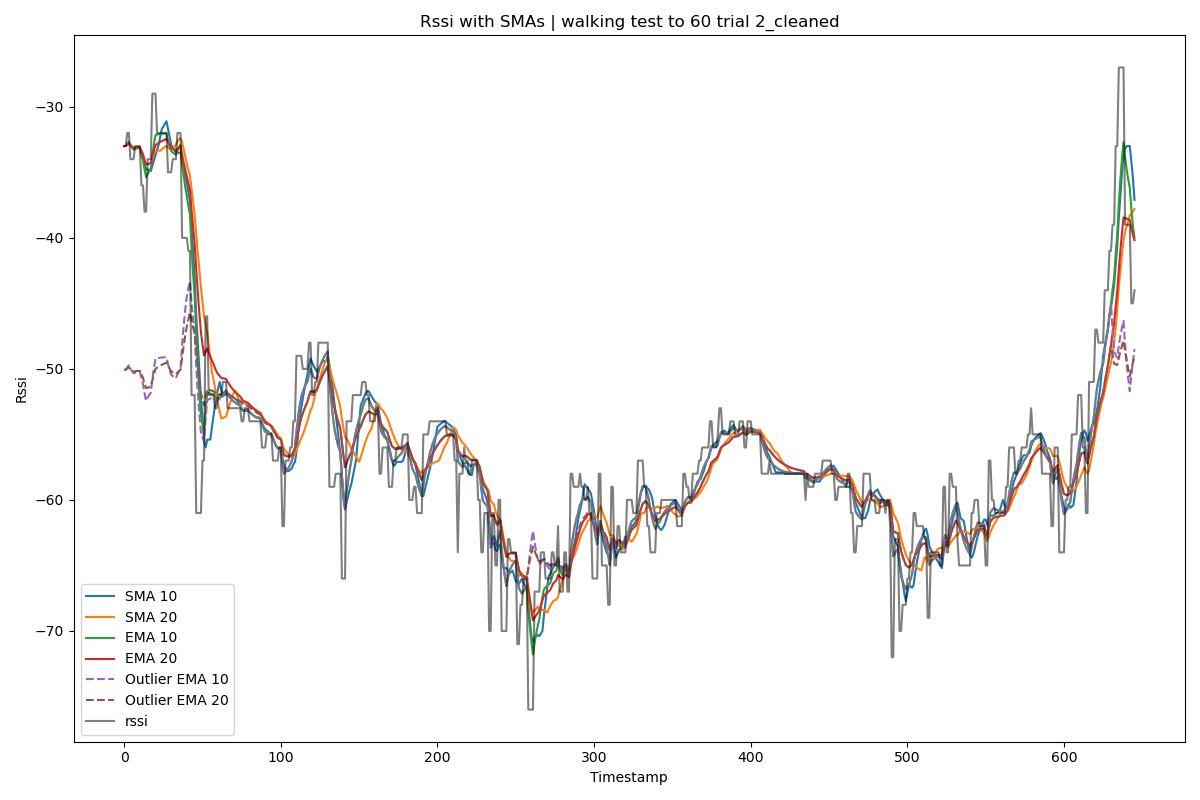 Rssi with SMAs | walking test to 60 trial 2_cleaned
Rssi
−30
−40
−50
−60
−70
SMA 10
SMA 20
EMA 10
EMA 20
Outlier EMA 10
Outlier EMA 20
rssi
0 100 200 300 400 500 600
Timestamp